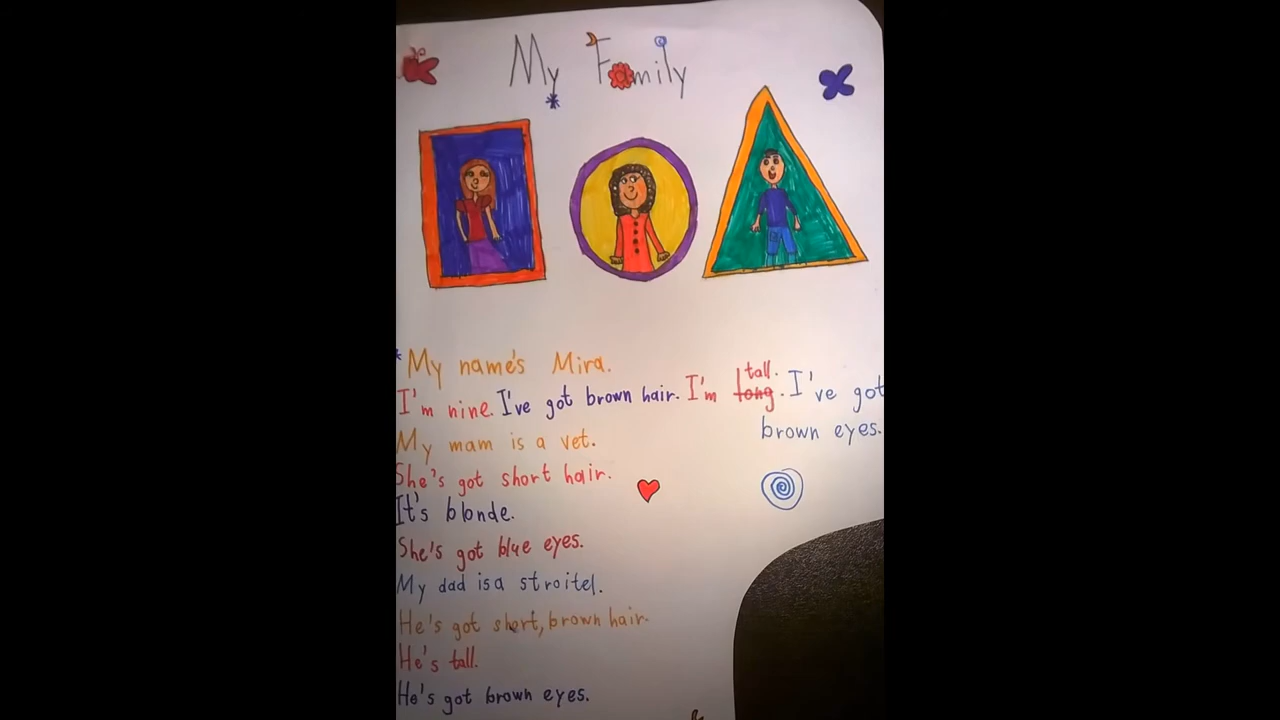 My Family
*My name's Mira.
I'm nine. I've got brown hair. I'm long tall. I've got
brown eyes.
My mam is a vet.
She's got short hair.
It's blonde.
She's got blue eyes.
My dad is a stroitel.
He's got short, brown hair.
He's tall.
He's got brown eyes.